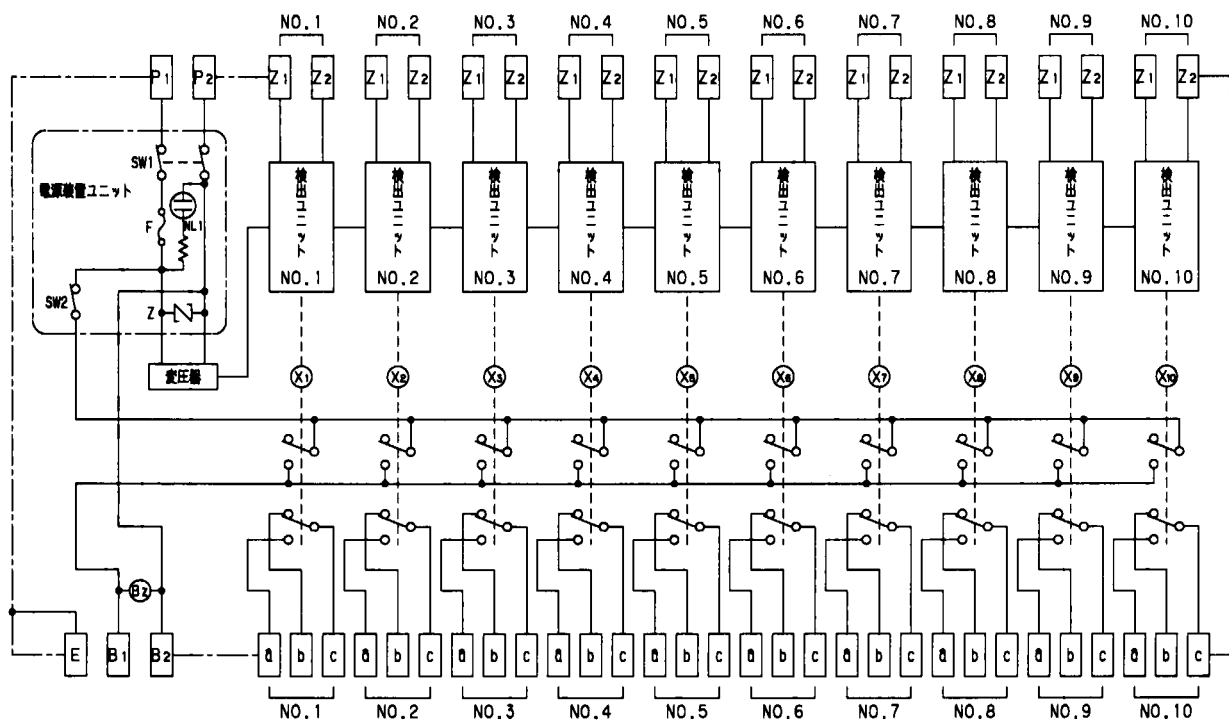 NO.1 NO.2 NO.3 NO.4 NO.5 NO.6 NO.7 NO.8 NO.9 NO.10
P1 P2 Z1 Z2 Z1 Z2 Z1 Z2 Z1 Z2 Z1 Z2 Z1 Z2 Z1 Z2 Z1 Z2 Z1 Z2 Z1 Z2
SW1
電源装置ユニット
F
NL1
SW2
Z
変圧器
検出ユニット NO.1
検出ユニット NO.2
検出ユニット NO.3
検出ユニット NO.4
検出ユニット NO.5
検出ユニット NO.6
検出ユニット NO.7
検出ユニット NO.8
検出ユニット NO.9
検出ユニット NO.10
X1 X2 X3 X4 X5 X6 X7 X8 X9 X10
BZ
E B1 B2 a b c a b c a b c a b c a b c a b c a b c a b c a b c a b c
NO.1 NO.2 NO.3 NO.4 NO.5 NO.6 NO.7 NO.8 NO.9 NO.10